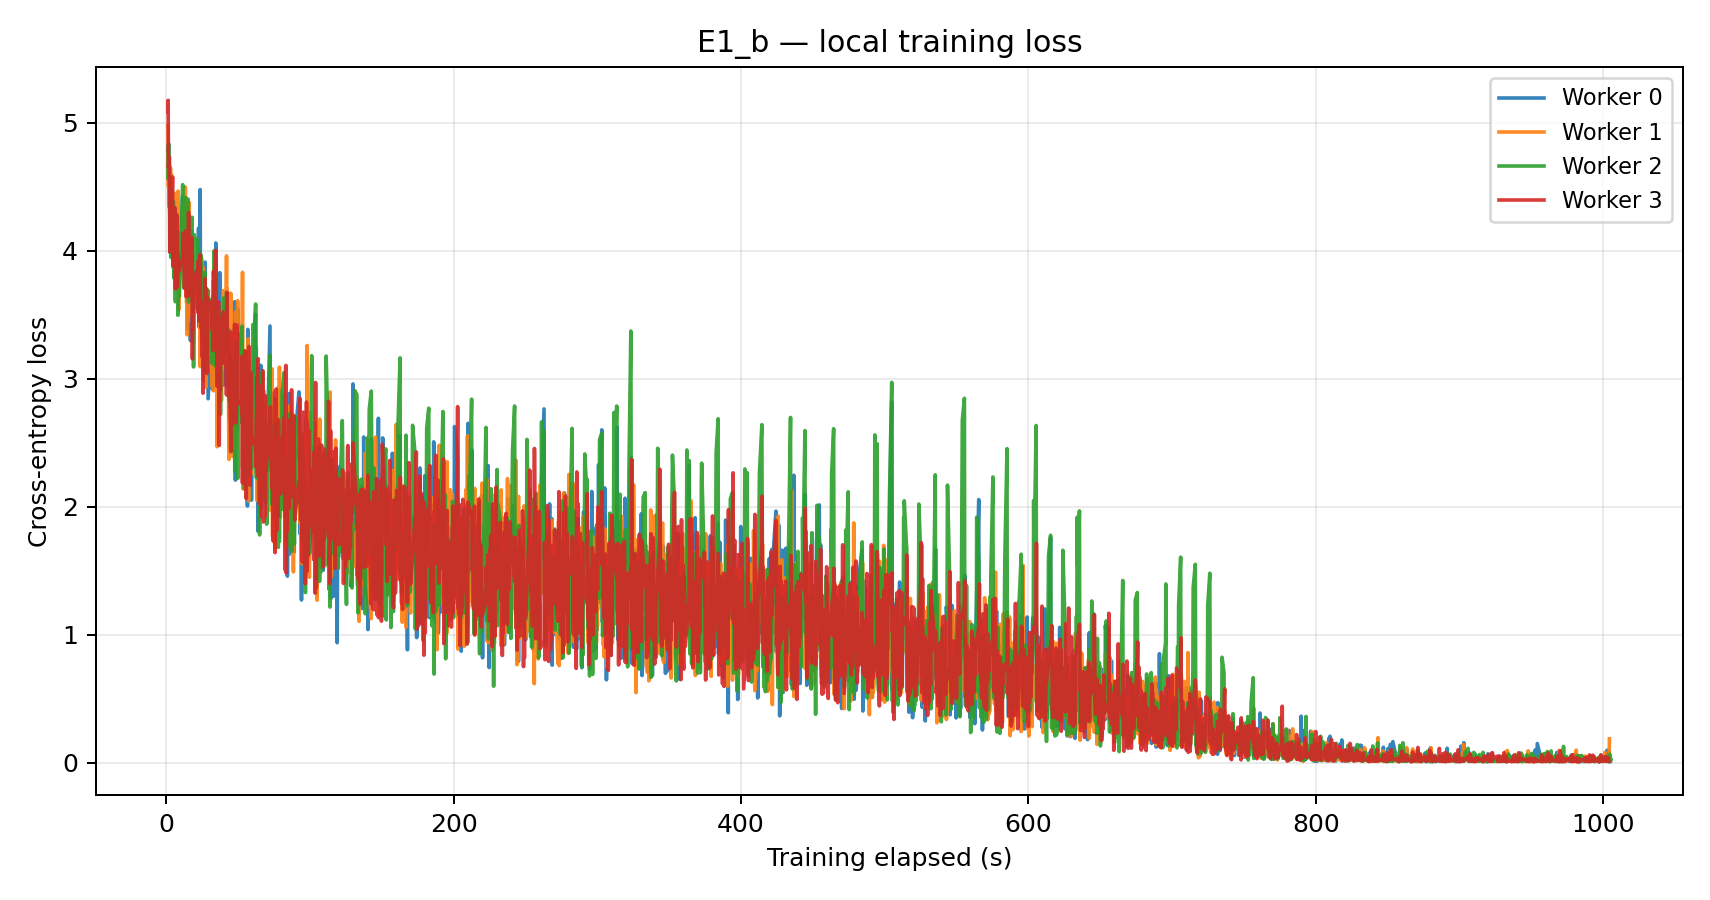 E1_b — local training loss
Worker 0
Worker 1
Worker 2
Worker 3
Cross-entropy loss
5
4
3
2
1
0
0 200 400 600 800 1000
Training elapsed (s)